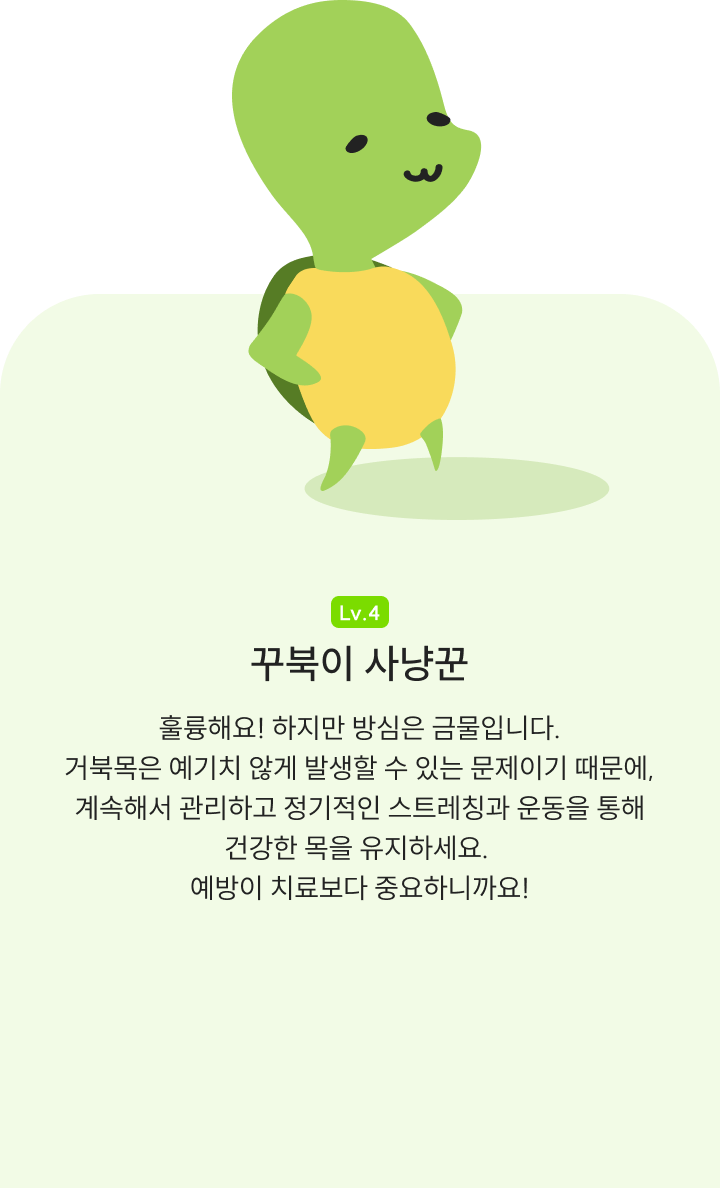 Lv.4
꾸북이 사냥꾼
훌륭해요! 하지만 방심은 금물입니다.
거북목은 예기치 않게 발생할 수 있는 문제이기 때문에,
계속해서 관리하고 정기적인 스트레칭과 운동을 통해
건강한 목을 유지하세요.
예방이 치료보다 중요하니까요!